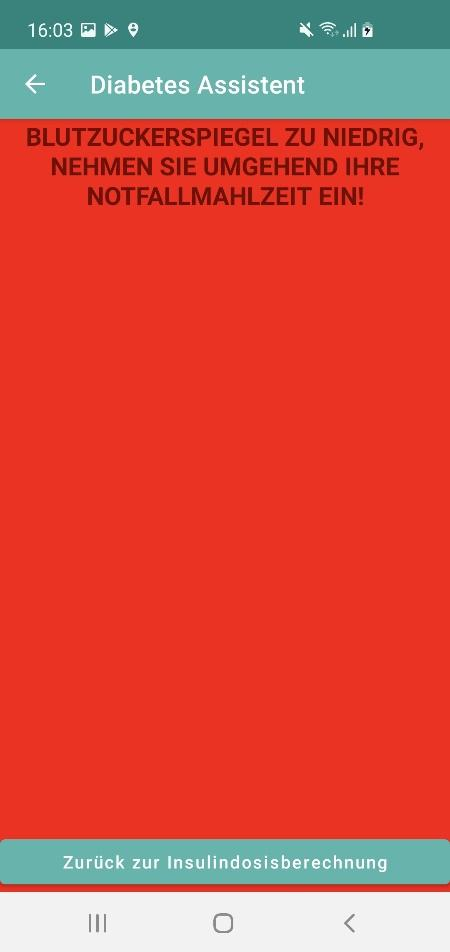 16:03
Diabetes Assistent
BLUTZUCKERSPIEGEL ZU NIEDRIG,
NEHMEN SIE UMGEHEND IHRE
NOTFALLMAHLZEIT EIN!
Zurück zur Insulindosisberechnung